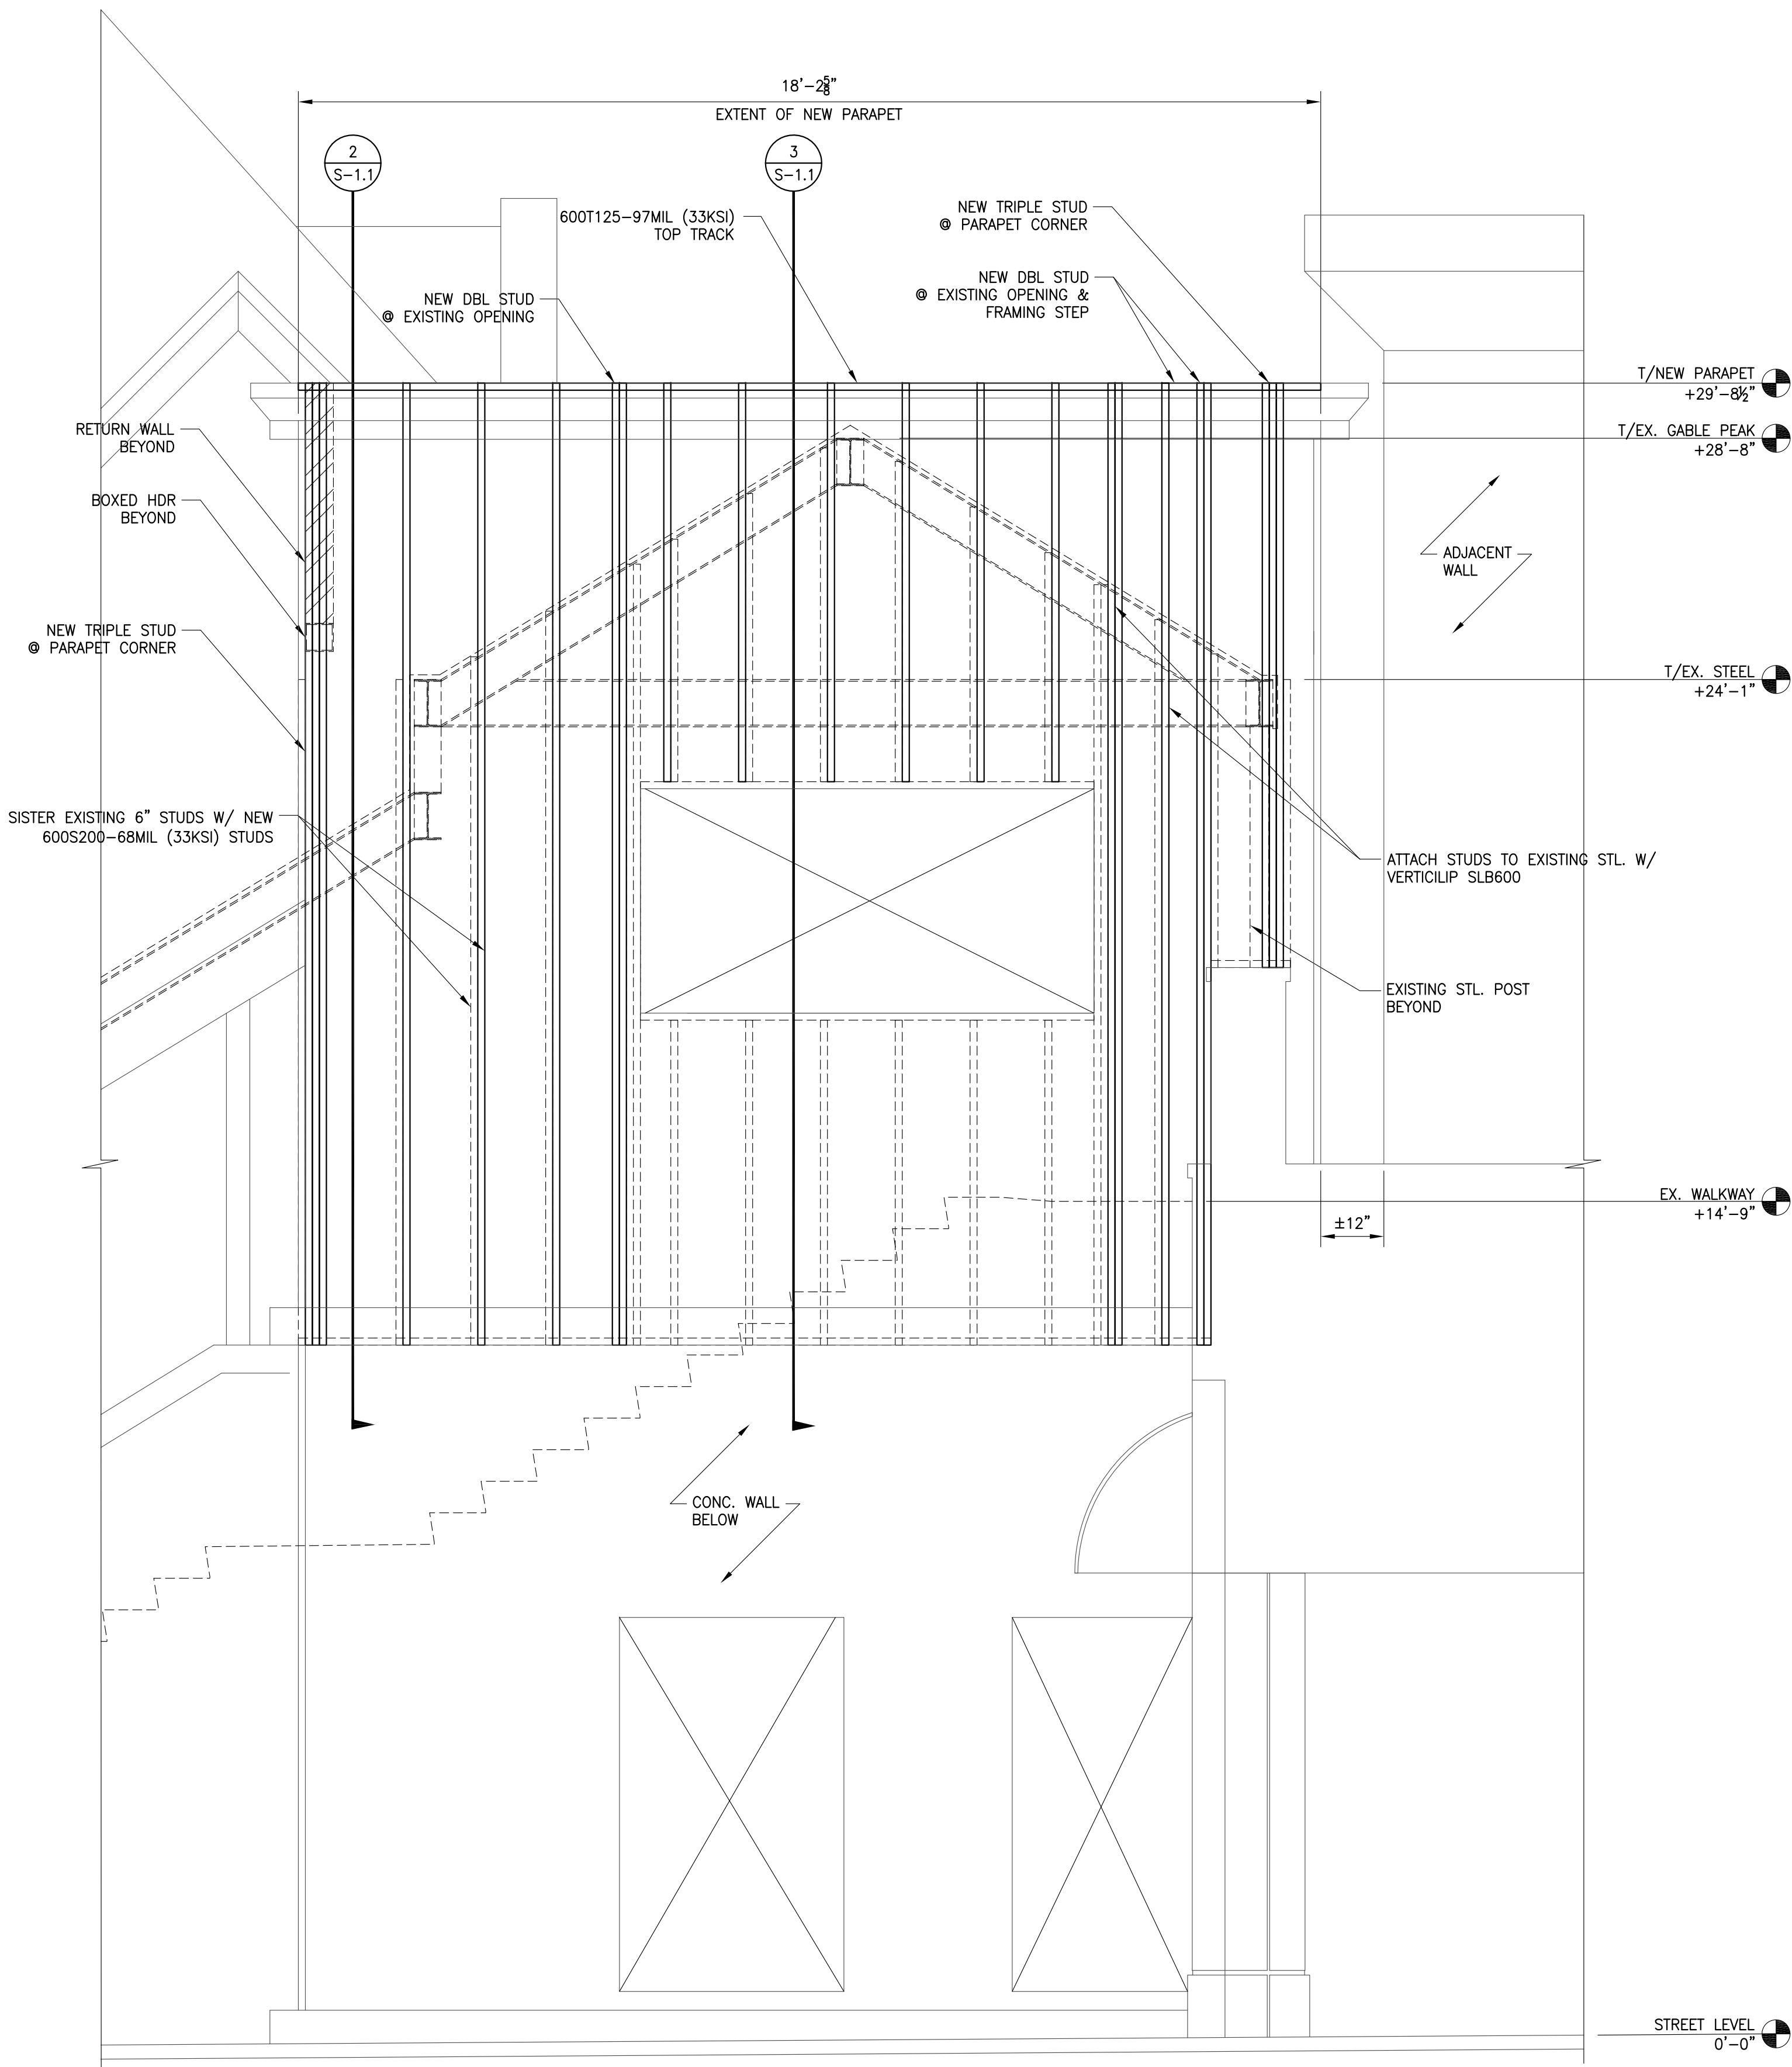 18'-2⅝"
EXTENT OF NEW PARAPET
2
S-1.1
3
S-1.1
600T125-97MIL (33KSI)
TOP TRACK
NEW TRIPLE STUD
@ PARAPET CORNER
NEW DBL STUD
@ EXISTING OPENING &
FRAMING STEP
NEW DBL STUD
@ EXISTING OPENING
T/NEW PARAPET
+29'-8½"
T/EX. GABLE PEAK
+28'-8"
RETURN WALL
BEYOND
BOXED HDR
BEYOND
ADJACENT
WALL
NEW TRIPLE STUD
@ PARAPET CORNER
T/EX. STEEL
+24'-1"
SISTER EXISTING 6" STUDS W/ NEW
600S200-68MIL (33KSI) STUDS
ATTACH STUDS TO EXISTING STL. W/
VERTICILIP SLB600
EXISTING STL. POST
BEYOND
EX. WALKWAY
+14'-9"
±12"
CONC. WALL
BELOW
STREET LEVEL
0'-0"